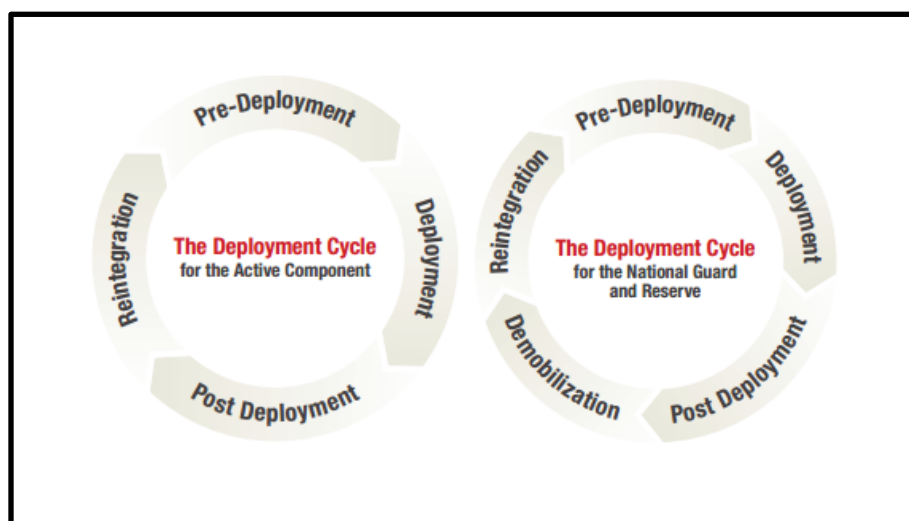 Pre-Deployment
Deployment
Post Deployment
Reintegration
The Deployment Cycle
for the Active Component
Pre-Deployment
Deployment
Post Deployment
Demobilization
Reintegration
The Deployment Cycle
for the National Guard
and Reserve